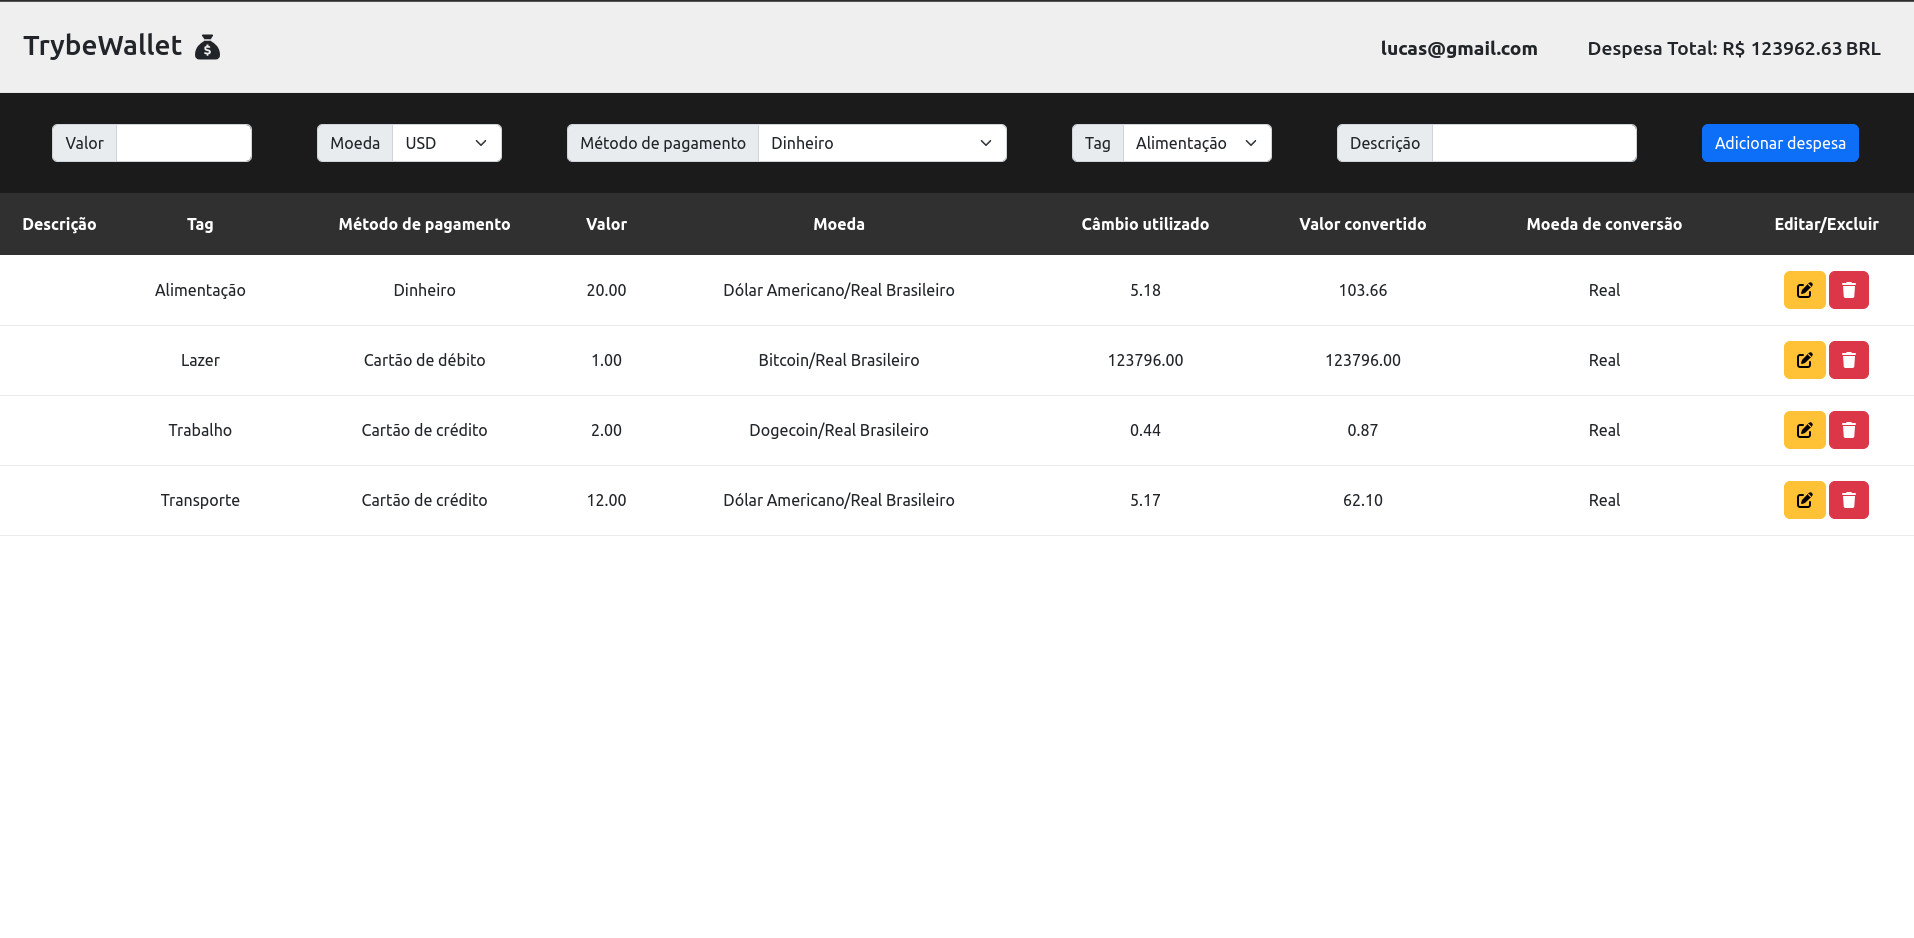 TrybeWallet
lucas@gmail.com Despesa Total: R$ 123962.63 BRL
Valor Moeda USD Método de pagamento Dinheiro Tag Alimentação Descrição Adicionar despesa
Descrição Tag Método de pagamento Valor Moeda Câmbio utilizado Valor convertido Moeda de conversão Editar/Excluir
Alimentação Dinheiro 20.00 Dólar Americano/Real Brasileiro 5.18 103.66 Real
Lazer Cartão de débito 1.00 Bitcoin/Real Brasileiro 123796.00 123796.00 Real
Trabalho Cartão de crédito 2.00 Dogecoin/Real Brasileiro 0.44 0.87 Real
Transporte Cartão de crédito 12.00 Dólar Americano/Real Brasileiro 5.17 62.10 Real